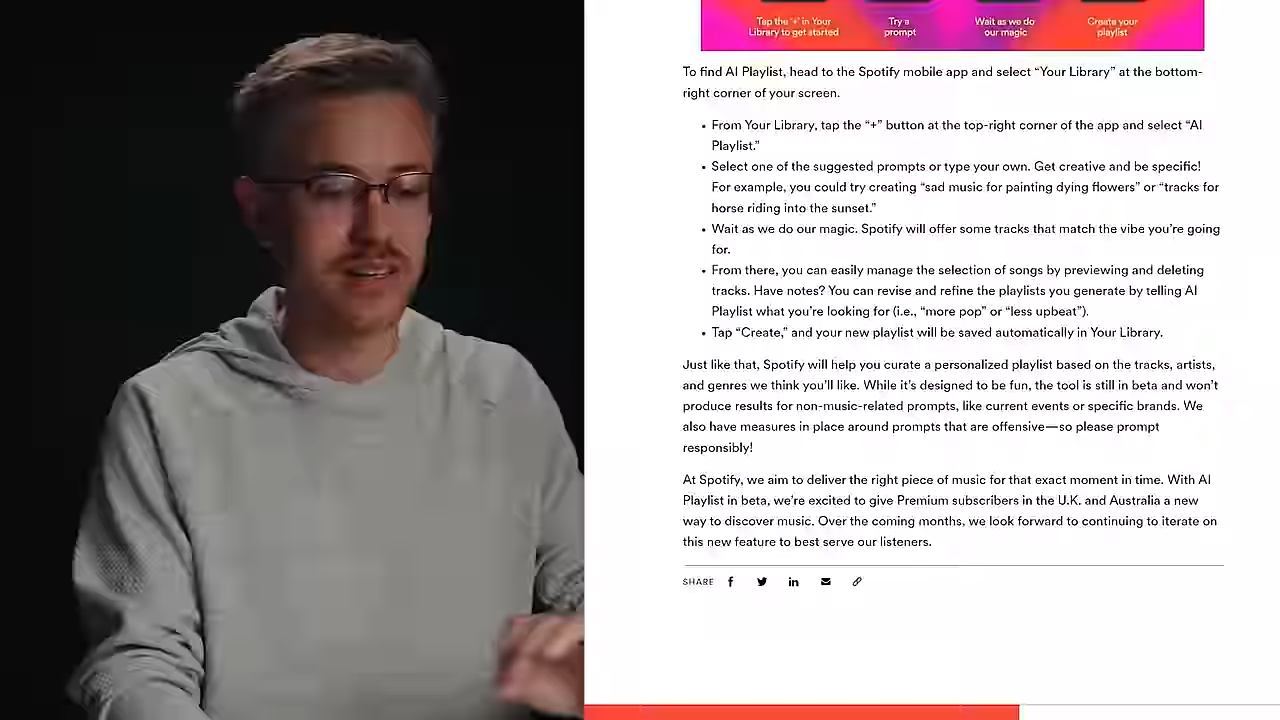 Tap the "+" in Your
Library to get started
Try a
prompt
Wait as we do
our magic
Create your
playlist
To find AI Playlist, head to the Spotify mobile app and select “Your Library” at the bottom-
right corner of your screen.
• From Your Library, tap the “+” button at the top-right corner of the app and select “AI
Playlist.”
• Select one of the suggested prompts or type your own. Get creative and be specific!
For example, you could try creating “sad music for painting dying flowers” or “tracks for
horse riding into the sunset.”
• Wait as we do our magic. Spotify will offer some tracks that match the vibe you’re going
for.
• From there, you can easily manage the selection of songs by previewing and deleting
tracks. Have notes? You can revise and refine the playlists you generate by telling AI
Playlist what you’re looking for (i.e., “more pop” or “less upbeat”).
• Tap “Create,” and your new playlist will be saved automatically in Your Library.
Just like that, Spotify will help you curate a personalized playlist based on the tracks, artists,
and genres we think you’ll like. While it’s designed to be fun, the tool is still in beta and won’t
produce results for non-music-related prompts, like current events or specific brands. We
also have measures in place around prompts that are offensive—so please prompt
responsibly!
At Spotify, we aim to deliver the right piece of music for that exact moment in time. With AI
Playlist in beta, we’re excited to give Premium subscribers in the U.K. and Australia a new
way to discover music. Over the coming months, we look forward to continuing to iterate on
this new feature to best serve our listeners.
SHARE